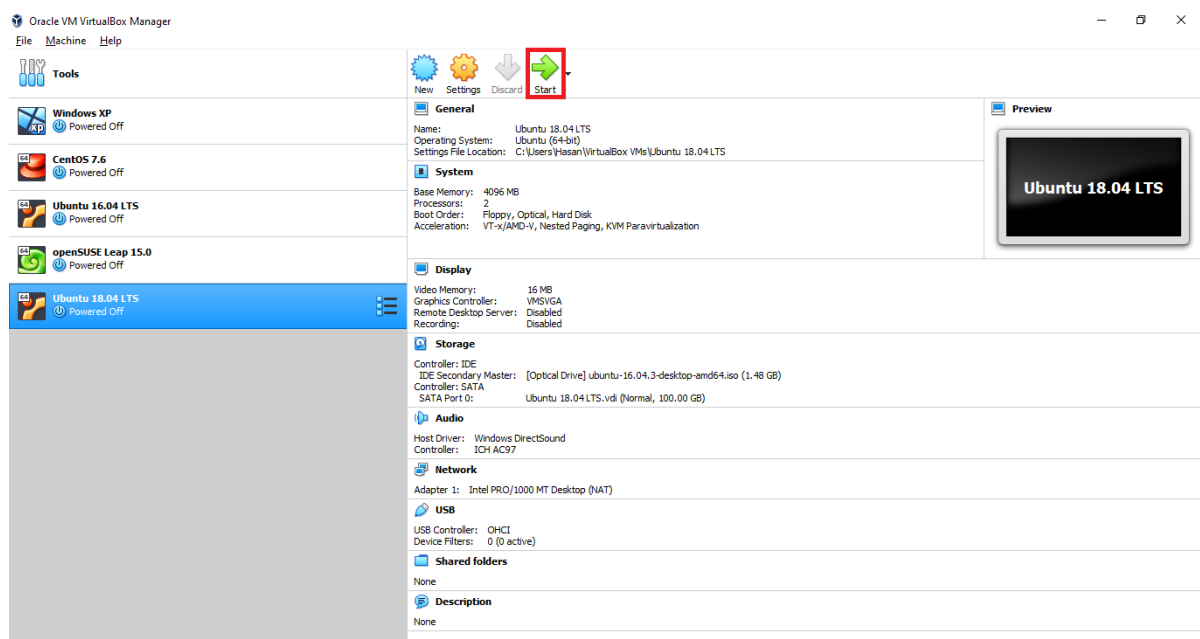 Oracle VM VirtualBox Manager
File Machine Help
Tools
Windows XP
Powered Off
CentOS 7.6
Powered Off
Ubuntu 16.04 LTS
Powered Off
openSUSE Leap 15.0
Powered Off
Ubuntu 18.04 LTS
Powered Off
New Settings Discard Start
General
Name: Ubuntu 18.04 LTS
Operating System: Ubuntu (64-bit)
Settings File Location: C:\Users\Hasan\VirtualBox VMs\Ubuntu 18.04 LTS
System
Base Memory: 4096 MB
Processors: 2
Boot Order: Floppy, Optical, Hard Disk
Acceleration: VT-x/AMD-V, Nested Paging, KVM Paravirtualization
Preview
Ubuntu 18.04 LTS
Display
Video Memory: 16 MB
Graphics Controller: VMSVGA
Remote Desktop Server: Disabled
Recording: Disabled
Storage
Controller: IDE
IDE Secondary Master: [Optical Drive] ubuntu-16.04.3-desktop-amd64.iso (1.48 GB)
Controller: SATA
SATA Port 0: Ubuntu 18.04 LTS.vdi (Normal, 100.00 GB)
Audio
Host Driver: Windows DirectSound
Controller: ICH AC97
Network
Adapter 1: Intel PRO/1000 MT Desktop (NAT)
USB
USB Controller: OHCI
Device Filters: 0 (0 active)
Shared folders
None
Description
None